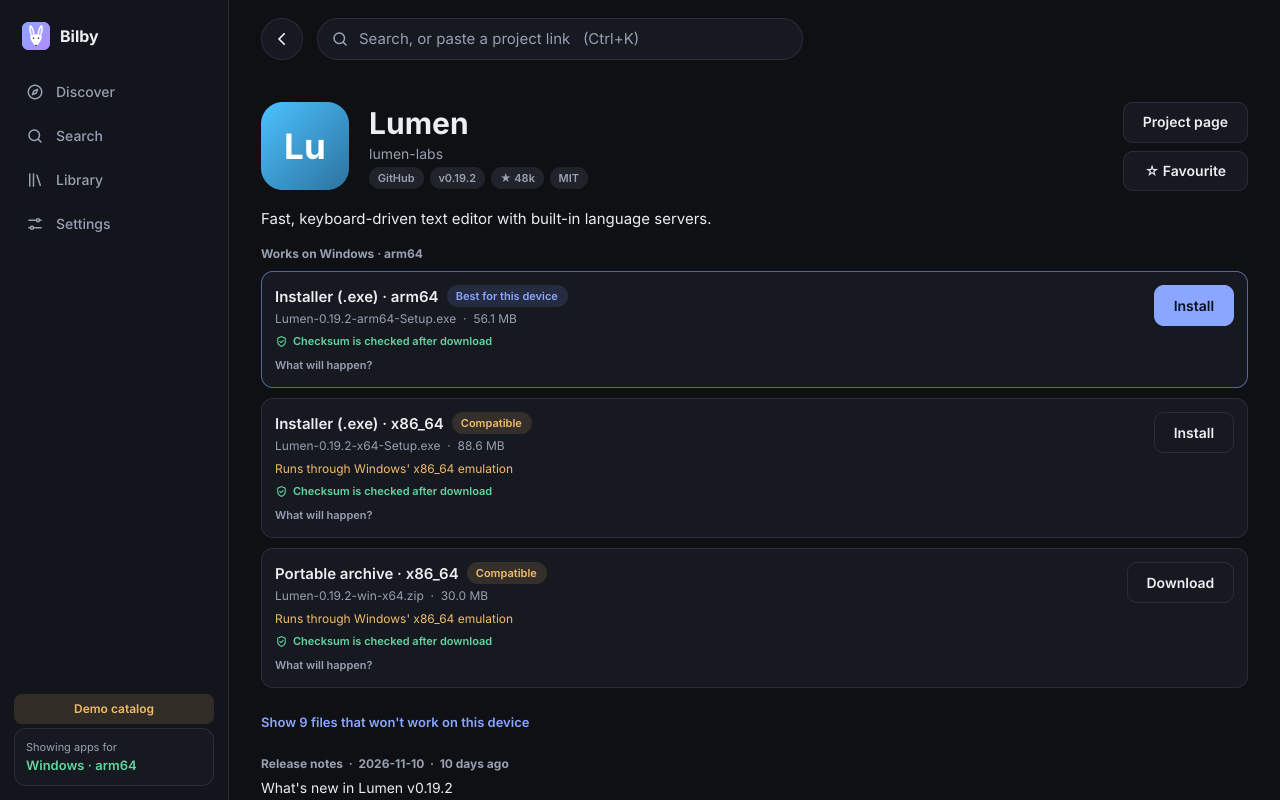 Bilby
Discover
Search
Library
Settings
Demo catalog
Showing apps for
Windows · arm64
Search, or paste a project link (Ctrl+K)
Lu
Lumen
lumen-labs
GitHub v0.19.2 ★ 48k MIT
Project page
☆ Favourite
Fast, keyboard-driven text editor with built-in language servers.
Works on Windows · arm64
Installer (.exe) · arm64 Best for this device
Lumen-0.19.2-arm64-Setup.exe · 56.1 MB
Checksum is checked after download
What will happen?
Install
Installer (.exe) · x86_64 Compatible
Lumen-0.19.2-x64-Setup.exe · 88.6 MB
Runs through Windows' x86_64 emulation
Checksum is checked after download
What will happen?
Install
Portable archive · x86_64 Compatible
Lumen-0.19.2-win-x64.zip · 30.0 MB
Runs through Windows' x86_64 emulation
Checksum is checked after download
What will happen?
Download
Show 9 files that won't work on this device
Release notes · 2026-11-10 · 10 days ago
What's new in Lumen v0.19.2